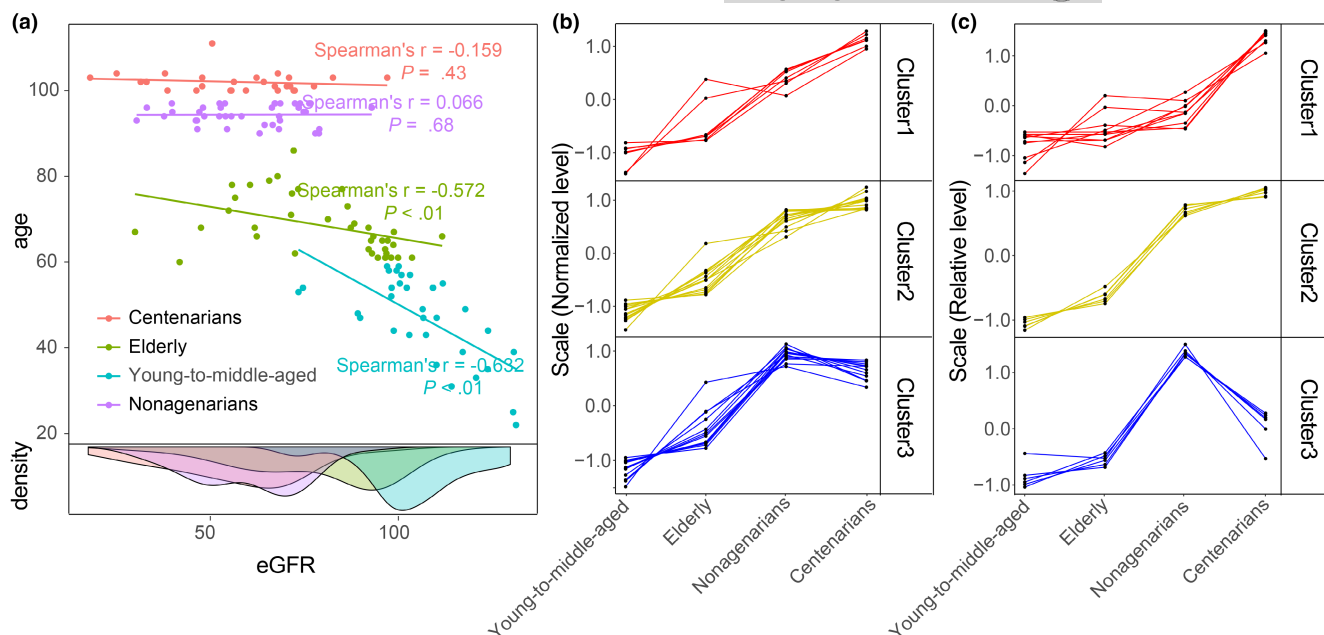 (a)
Spearman's r = -0.159
P = .43
Spearman's r = 0.066
P = .68
Spearman's r = -0.572
P < .01
Spearman's r = -0.632
P < .01
Centenarians
Elderly
Young-to-middle-aged
Nonagenarians
100
80
60
40
20
age
density
50
100
eGFR
(b)
Scale (Normalized level)
1.0
0.0
−1.0
Cluster1
1.0
0.0
−1.0
Cluster2
1.0
0.0
−1.0
Cluster3
Young-to-middle-aged
Elderly
Nonagenarians
Centenarians
(c)
Scale (Relative level)
1.0
0.0
−1.0
Cluster1
1.0
0.0
−1.0
Cluster2
1.0
0.0
−1.0
Cluster3
Young-to-middle-aged
Elderly
Nonagenarians
Centenarians